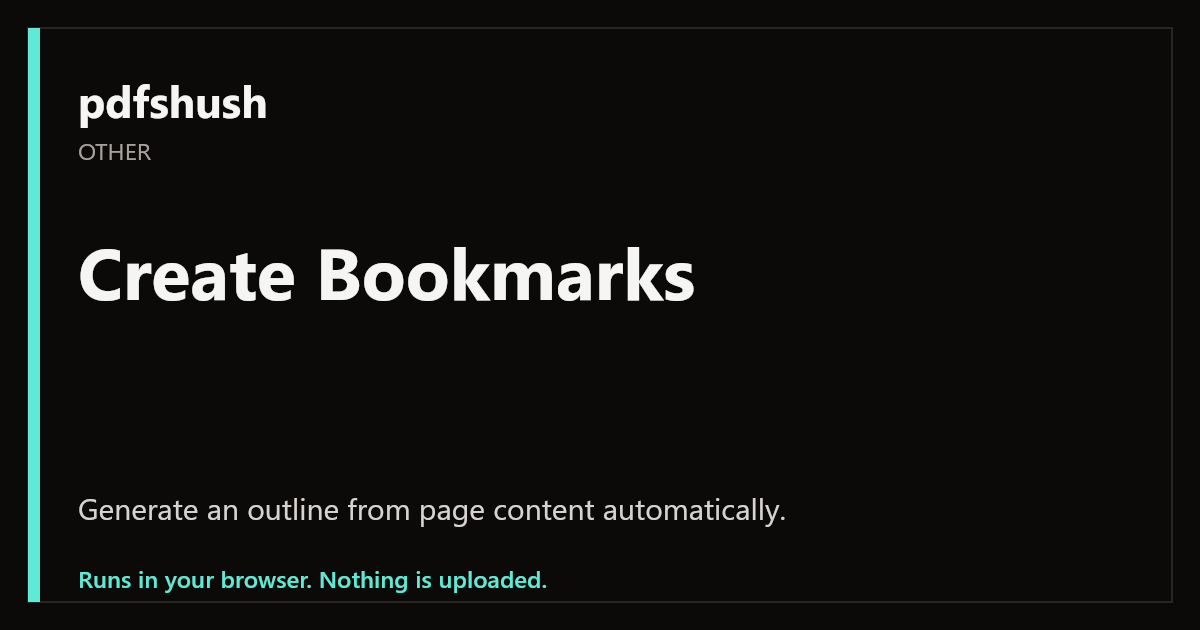 pdfshush
OTHER
Create Bookmarks
Generate an outline from page content automatically.
Runs in your browser. Nothing is uploaded.